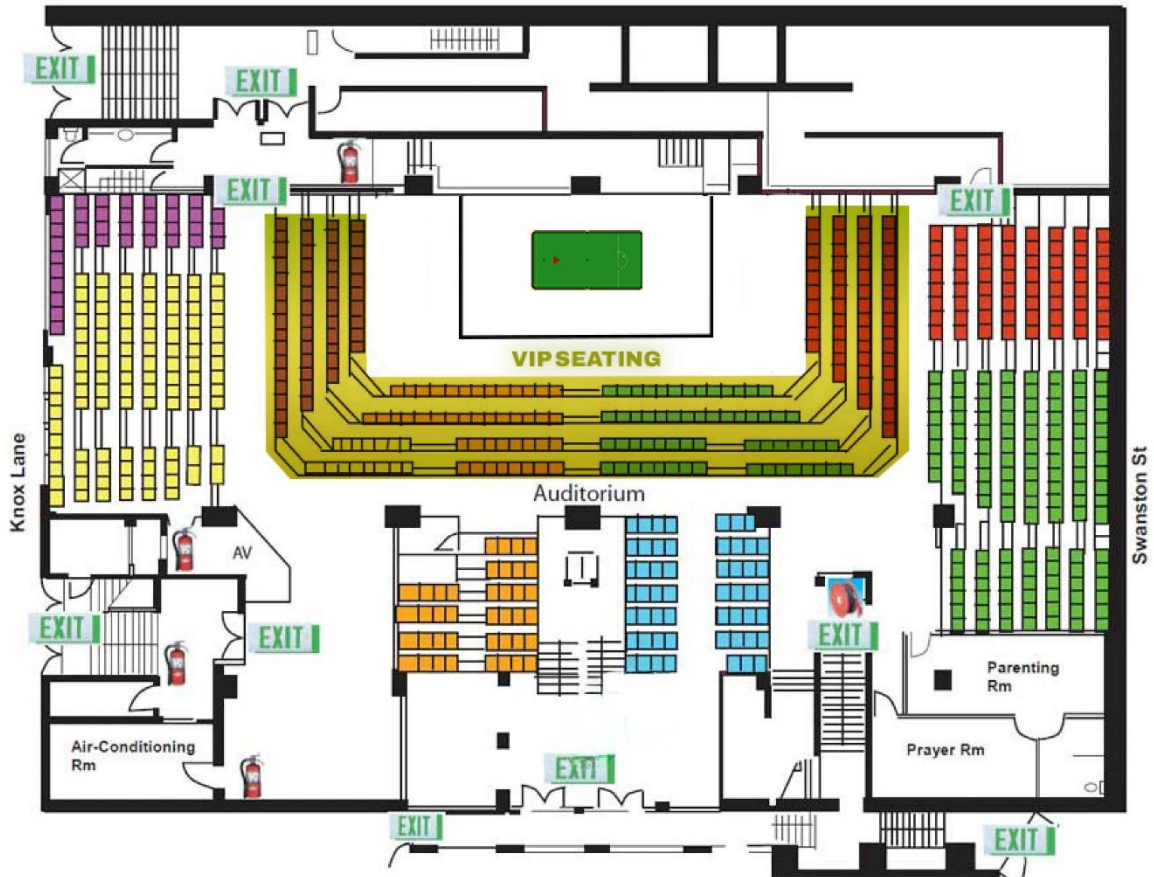 EXIT
EXIT
EXIT
EXIT
VIP SEATING
Auditorium
Knox Lane
Swanston St
AV
EXIT
EXIT
EXIT
Parenting
Rm
Prayer Rm
Air-Conditioning
Rm
EXIT
EXIT
EXIT